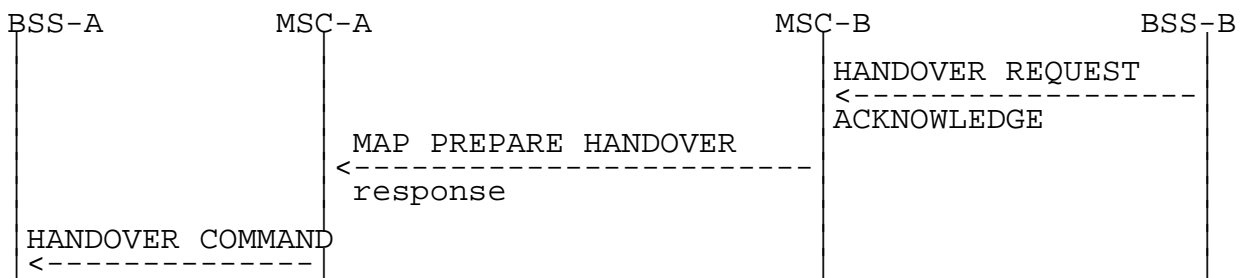 BSS-A MSC-A MSC-B BSS-B
HANDOVER REQUEST
ACKNOWLEDGE
MAP PREPARE HANDOVER
response
HANDOVER COMMAND